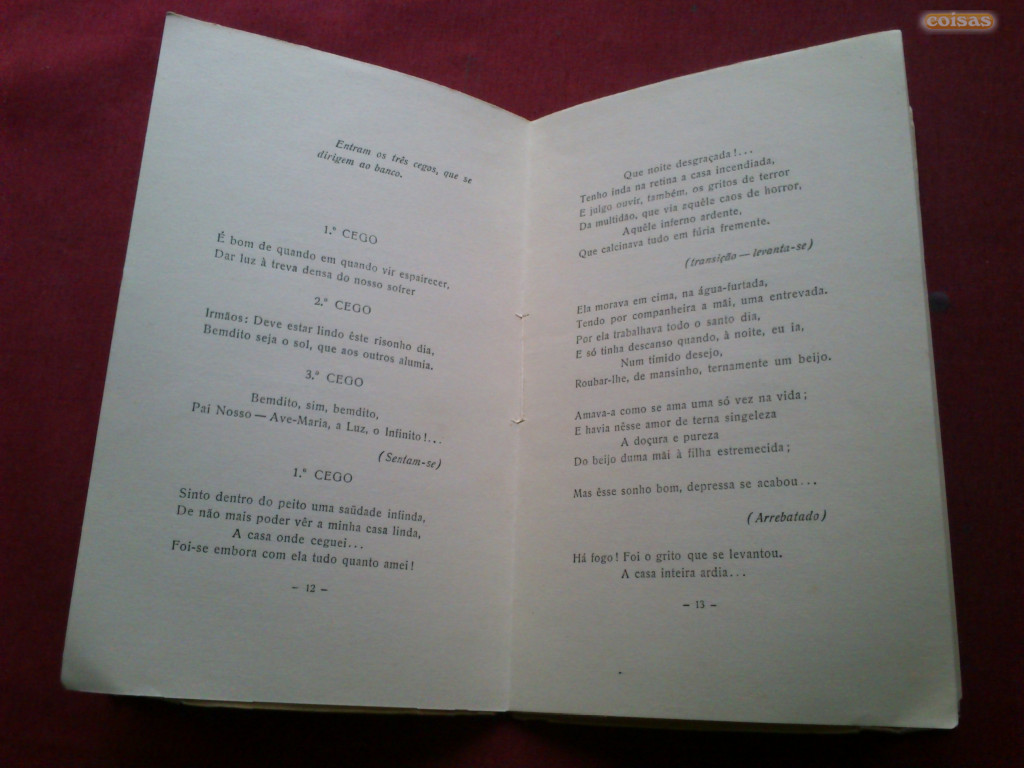 coisas
Entram os três cegos, que se
dirigem ao banco.
1.º CEGO
É bom de quando em quando vir espairecer,
Dar luz à treva densa do nosso sofrer
2.º CEGO
Irmãos: Deve estar lindo êste risonho dia,
Bemdito seja o sol, que aos outros alumia.
3.º CEGO
Bemdito, sim, bemdito,
Pai Nosso — Ave-Maria, a Luz, o Infinito!...
(Sentam-se)
1.º CEGO
Sinto dentro do peito uma saüdade infinda,
De não mais poder vêr a minha casa linda,
A casa onde ceguei...
Foi-se embora com ela tudo quanto amei!
– 12 –
Que noite desgraçada!...
Tenho inda na retina a casa incendiada,
E julgo ouvir, também, os gritos de terror
Da multidão, que via aquêle caos de horror,
Aquêle inferno ardente,
Que calcinava tudo em fúria fremente.
(transição — levanta-se)
Ela morava em cima, na água-furtada,
Tendo por companheira a mãi, uma entrevada.
Por ela trabalhava todo o santo dia,
E só tinha descanso quando, à noite, eu ia,
Num tímido desejo,
Roubar-lhe, de mansinho, ternamente um beijo.
Amava-a como se ama uma só vez na vida;
E havia nêsse amor de terna singeleza
A doçura e pureza
Do beijo duma mãi à filha estremecida;
Mas êsse sonho bom, depressa se acabou...
(Arrebatado)
Há fogo! Foi o grito que se levantou.
A casa inteira ardia...
– 13 –